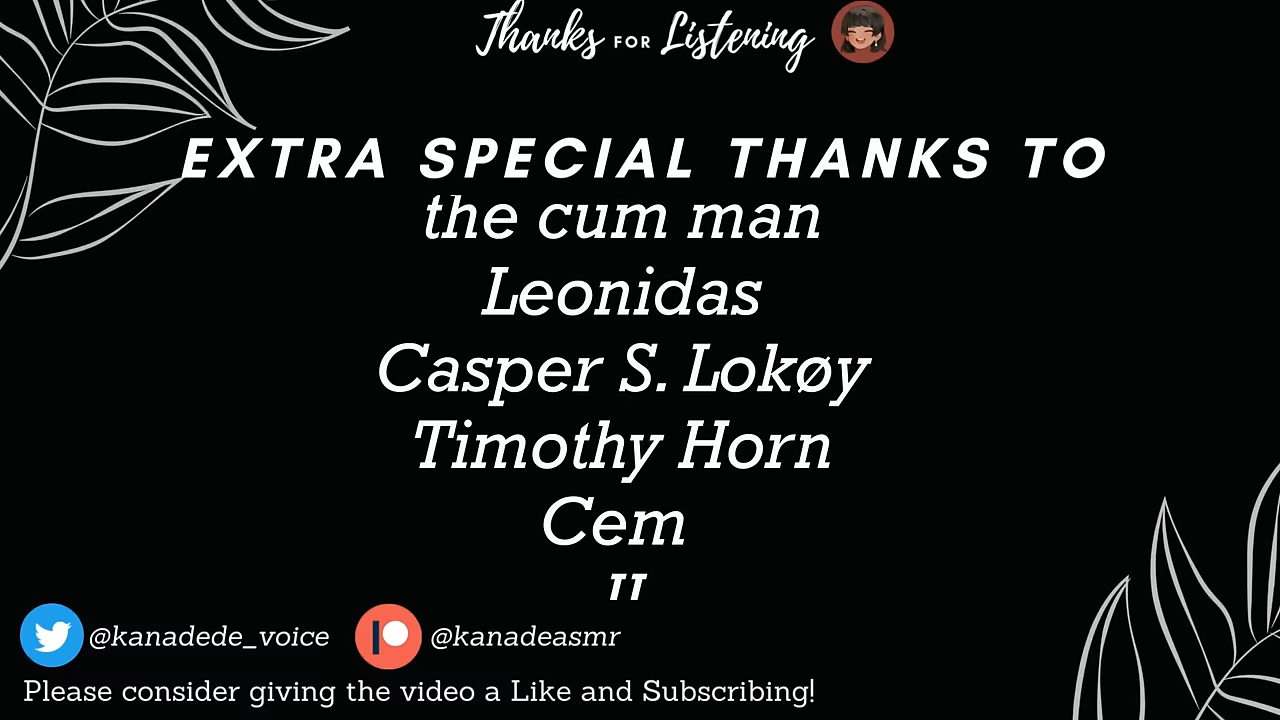 Thanks FOR Listening
EXTRA SPECIAL THANKS TO
the cum man
Leonidas
Casper S. Lokøy
Timothy Horn
Cem
@kanadede_voice @kanadeasmr
Please consider giving the video a Like and Subscribing!